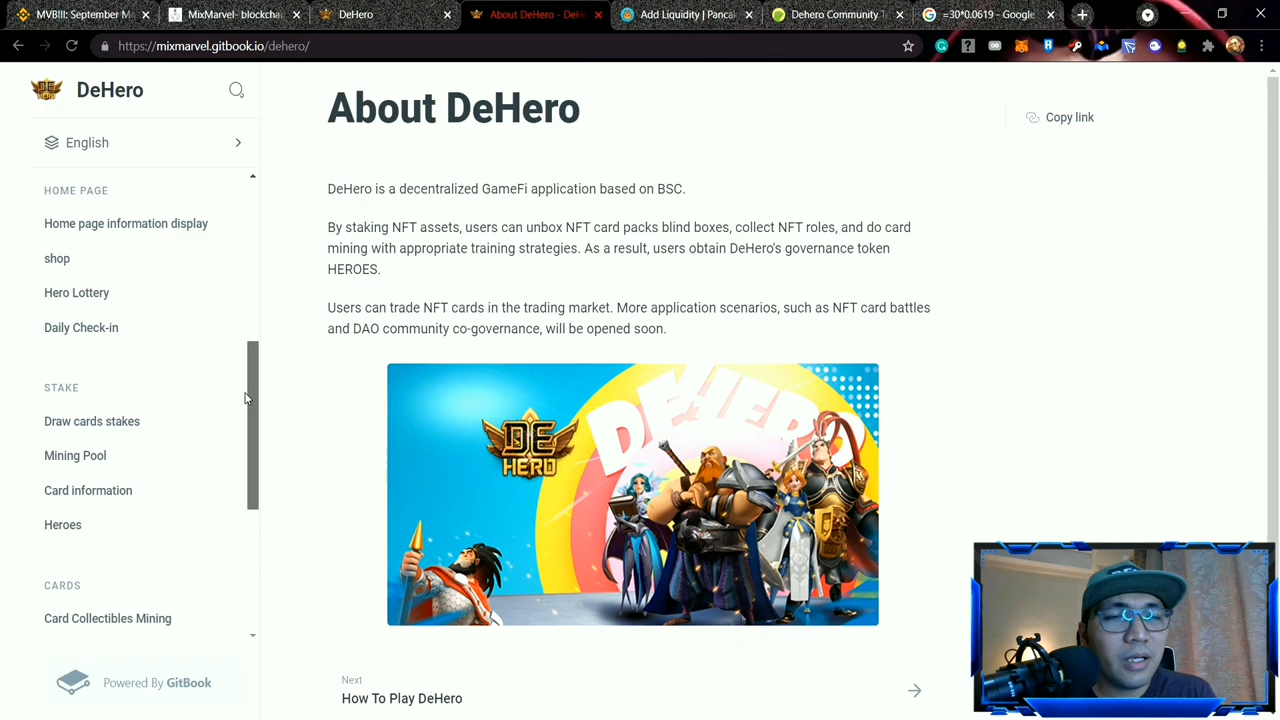 MVBIII: September M
MixMarvel- blockcha
DeHero
About DeHero - DeH
Add Liquidity | Panca
Dehero Community
=30*0.0619 - Google
https://mixmarvel.gitbook.io/dehero/
DeHero
English
HOME PAGE
Home page information display
shop
Hero Lottery
Daily Check-in
STAKE
Draw cards stakes
Mining Pool
Card information
Heroes
CARDS
Card Collectibles Mining
Powered By GitBook
About DeHero
Copy link
DeHero is a decentralized GameFi application based on BSC.
By staking NFT assets, users can unbox NFT card packs blind boxes, collect NFT roles, and do card
mining with appropriate training strategies. As a result, users obtain DeHero's governance token
HEROES.
Users can trade NFT cards in the trading market. More application scenarios, such as NFT card battles
and DAO community co-governance, will be opened soon.
DE
HERO
DEHERO
Next
How To Play DeHero